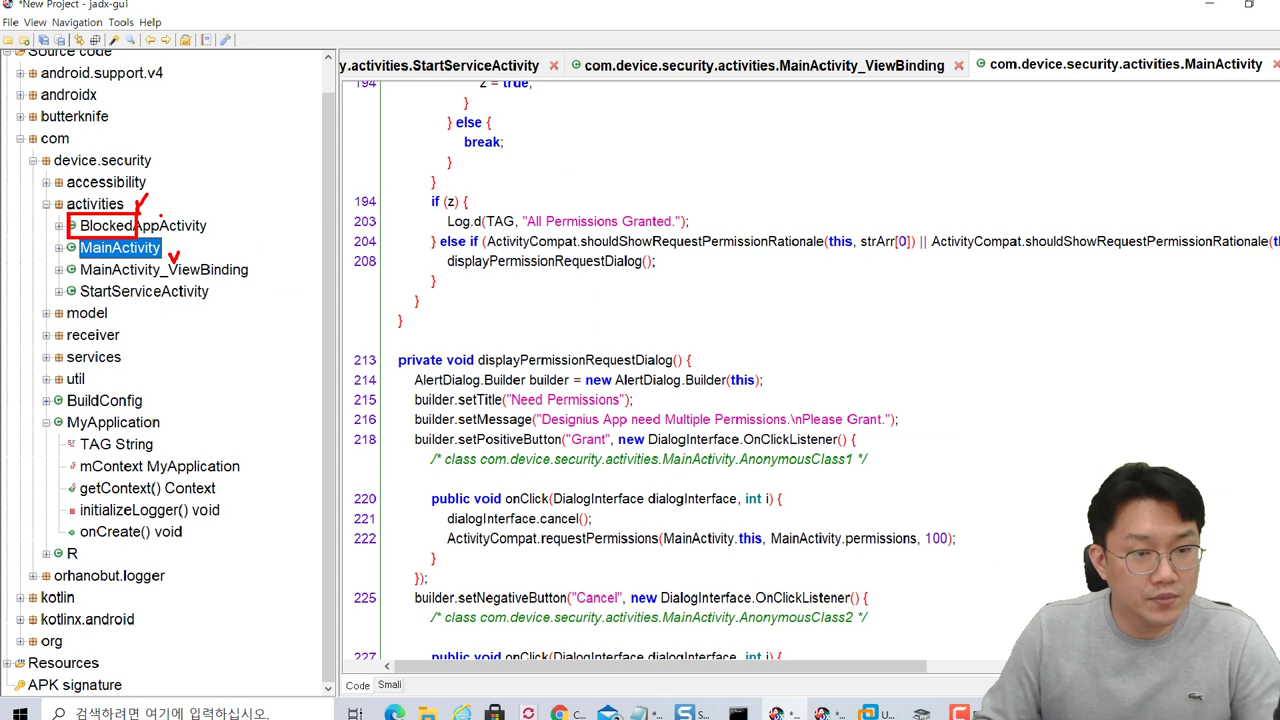 *New Project - jadx-gui
File View Navigation Tools Help
Source code
android.support.v4
androidx
butterknife
com
device.security
accessibility
activities
BlockedAppActivity
MainActivity
MainActivity_ViewBinding
StartServiceActivity
model
receiver
services
util
BuildConfig
MyApplication
TAG String
mContext MyApplication
getContext() Context
initializeLogger() void
onCreate() void
R
orhanobut.logger
kotlin
kotlinx.android
org
Resources
APK signature
y.activities.StartServiceActivity com.device.security.activities.MainActivity_ViewBinding com.device.security.activities.MainActivity
194 z = true;
}
} else {
break;
}
}
194 if (z) {
203 Log.d(TAG, "All Permissions Granted.");
204 } else if (ActivityCompat.shouldShowRequestPermissionRationale(this, strArr[0]) || ActivityCompat.shouldShowRequestPermissionRationale(th
208 displayPermissionRequestDialog();
}
}
}
213 private void displayPermissionRequestDialog() {
214 AlertDialog.Builder builder = new AlertDialog.Builder(this);
215 builder.setTitle("Need Permissions");
216 builder.setMessage("Designius App need Multiple Permissions.\nPlease Grant.");
218 builder.setPositiveButton("Grant", new DialogInterface.OnClickListener() {
/* class com.device.security.activities.MainActivity.AnonymousClass1 */
220 public void onClick(DialogInterface dialogInterface, int i) {
221 dialogInterface.cancel();
222 ActivityCompat.requestPermissions(MainActivity.this, MainActivity.permissions, 100);
}
});
225 builder.setNegativeButton("Cancel", new DialogInterface.OnClickListener() {
/* class com.device.security.activities.MainActivity.AnonymousClass2 */
227 public void onClick(DialogInterface dialogInterface, int i) {
Code Smali
검색하려면 여기에 입력하십시오.
C... *... S... *... *... U...